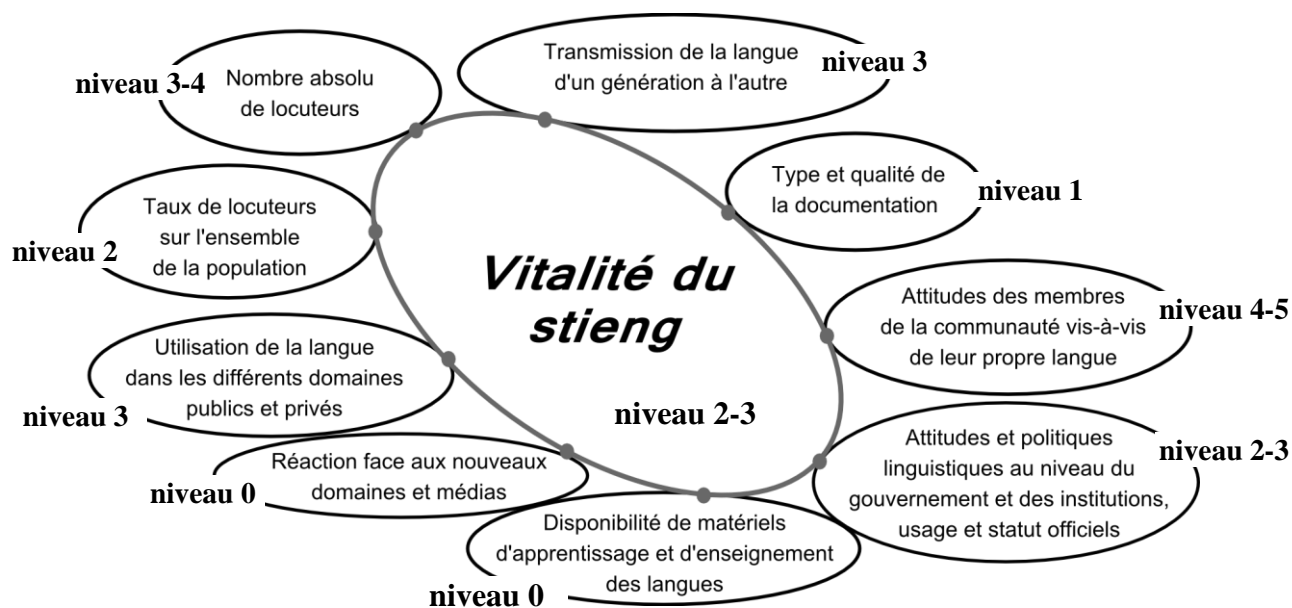 Transmission de la langue
d'un génération à l'autre
niveau 3
Nombre absolu
de locuteurs
niveau 3-4
Type et qualité de
la documentation
niveau 1
Taux de locuteurs
sur l'ensemble
de la population
niveau 2
Vitalité du
stieng
niveau 2-3
Attitudes des membres
de la communauté vis-à-vis
de leur propre langue
niveau 4-5
Utilisation de la langue
dans les différents domaines
publics et privés
niveau 3
Attitudes et politiques
linguistiques au niveau du
gouvernement et des institutions,
usage et statut officiels
niveau 2-3
Réaction face aux nouveaux
domaines et médias
niveau 0
Disponibilité de matériels
d'apprentissage et d'enseignement
des langues
niveau 0